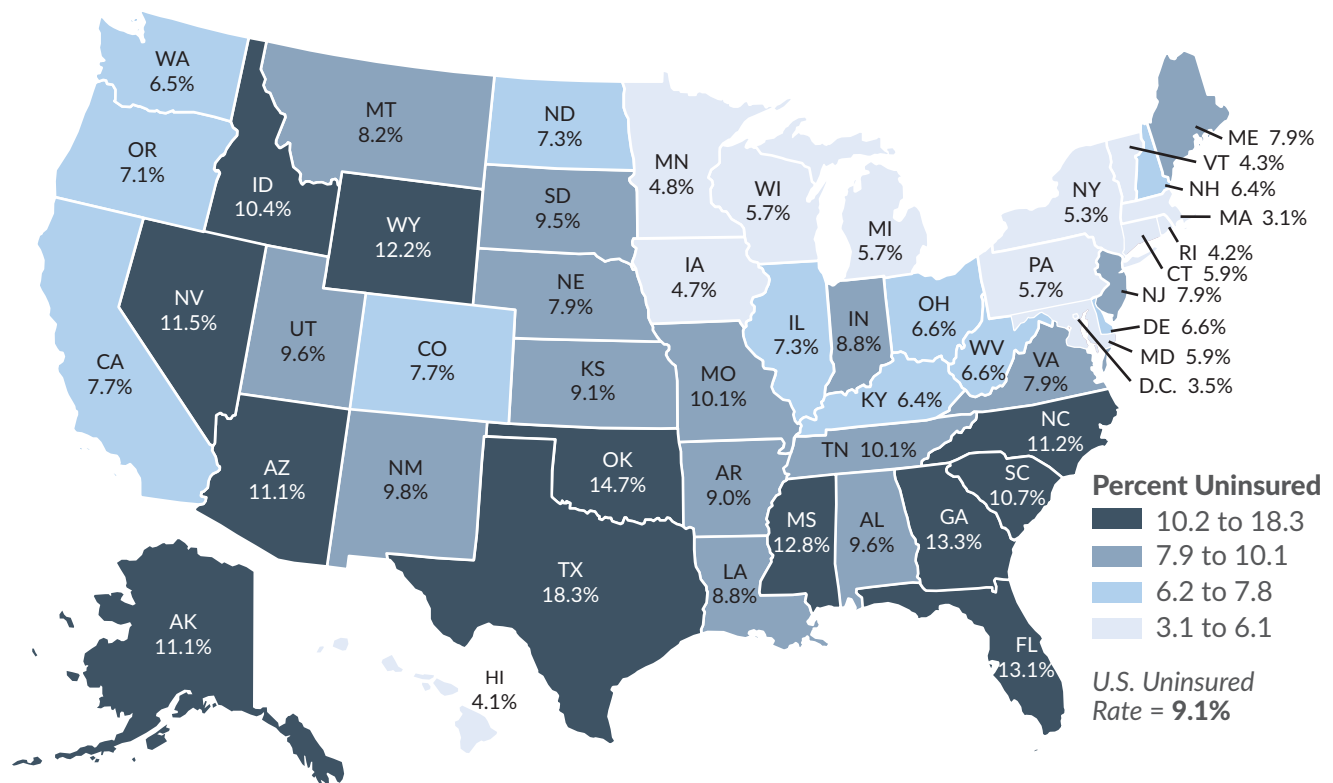 WA
6.5%
MT
8.2%
ND
7.3%
OR
7.1%
ID
10.4%
MN
4.8%
WI
5.7%
SD
9.5%
WY
12.2%
MI
5.7%
NY
5.3%
ME 7.9%
VT 4.3%
NH 6.4%
MA 3.1%
RI 4.2%
CT 5.9%
NJ 7.9%
DE 6.6%
MD 5.9%
D.C. 3.5%
IA
4.7%
NE
7.9%
PA
5.7%
NV
11.5%
UT
9.6%
CO
7.7%
IL
7.3%
IN
8.8%
OH
6.6%
WV
6.6%
VA
7.9%
CA
7.7%
KS
9.1%
MO
10.1%
KY 6.4%
NC
11.2%
TN 10.1%
AZ
11.1%
NM
9.8%
OK
14.7%
AR
9.0%
SC
10.7%
MS
12.8%
AL
9.6%
GA
13.3%
TX
18.3%
LA
8.8%
AK
11.1%
HI
4.1%
FL
13.1%
Percent Uninsured
10.2 to 18.3
7.9 to 10.1
6.2 to 7.8
3.1 to 6.1
U.S. Uninsured
Rate = 9.1%